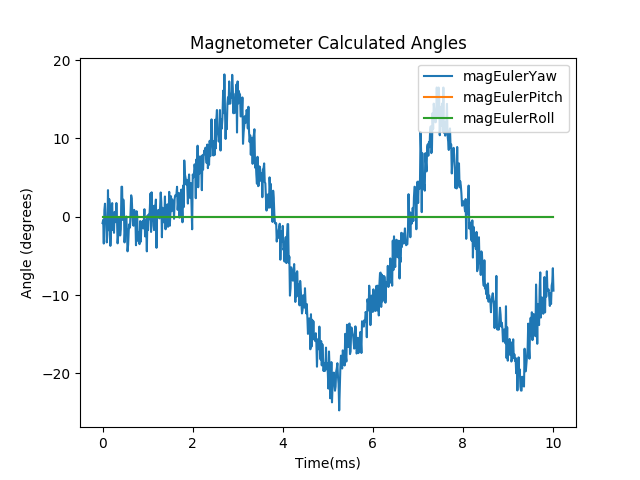 Magnetometer Calculated Angles
magEulerYaw
magEulerPitch
magEulerRoll
20
10
0
−10
−20
Angle (degrees)
0 2 4 6 8 10
Time(ms)